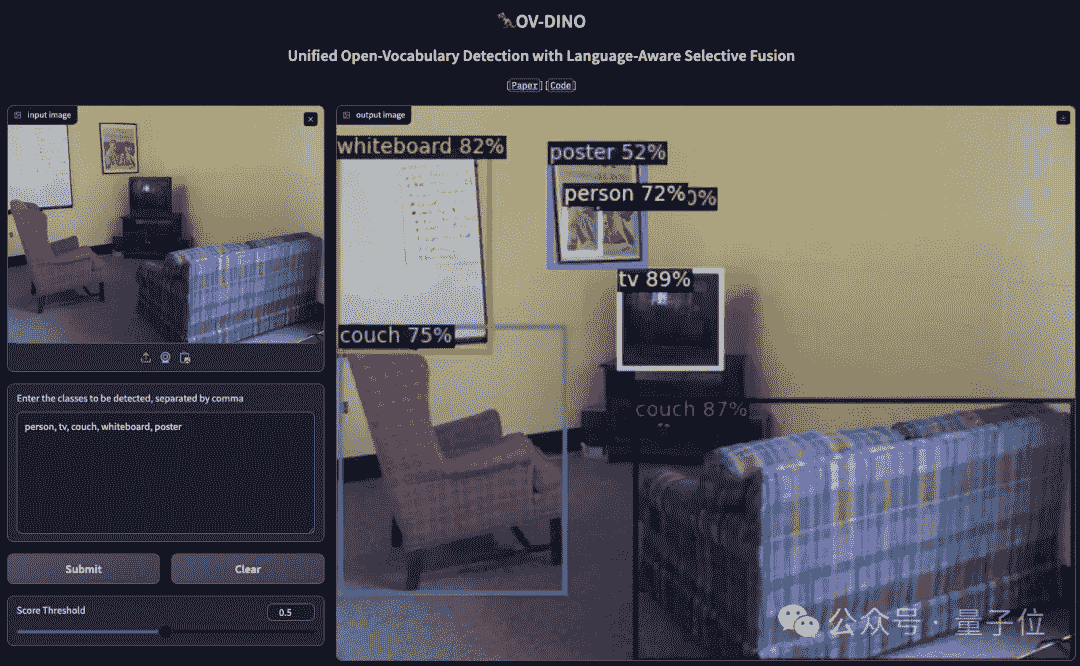 OV-DINO
Unified Open-Vocabulary Detection with Language-Aware Selective Fusion
[Paper] [Code]
input image
output image
whiteboard 82%
poster 52%
person 72%
0%
tv 89%
couch 75%
couch 87%
Enter the classes to be detected, separated by comma
person, tv, couch, whiteboard, poster
Submit
Clear
Score Threshold
0.5
公众号 · 量子位